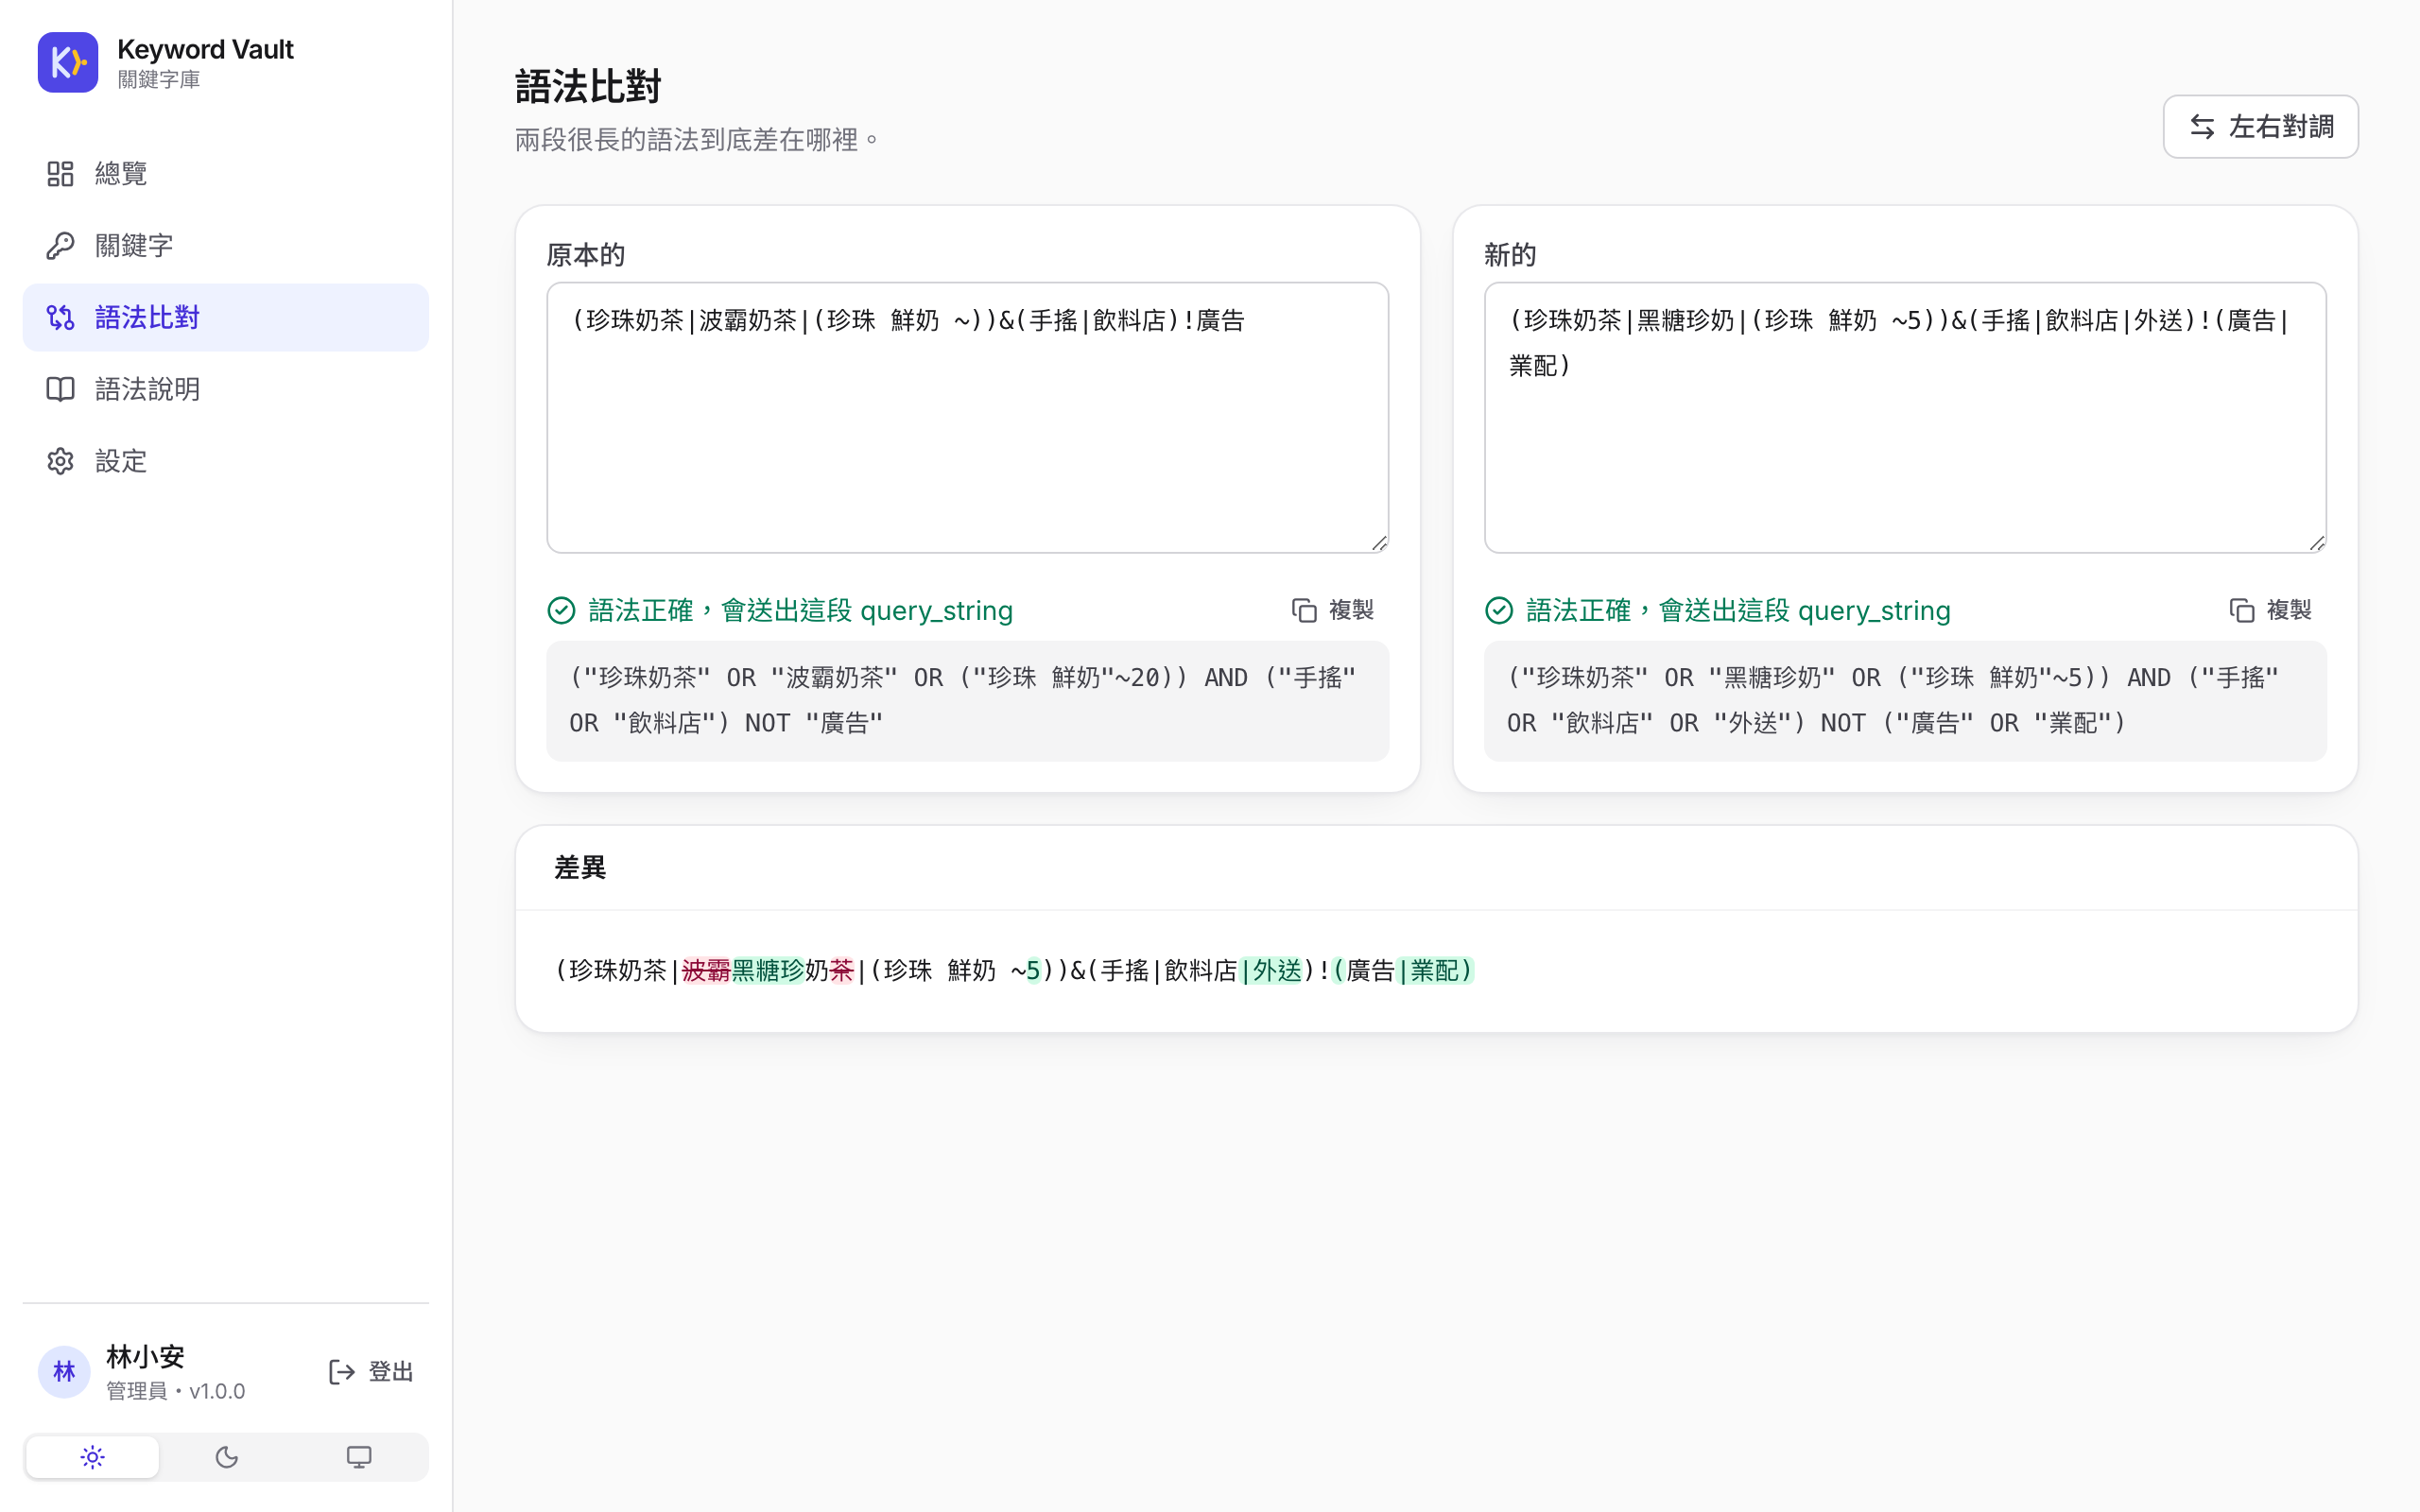 Keyword Vault
關鍵字庫
總覽
關鍵字
語法比對
語法說明
設定
林
林小安
管理員・v1.0.0
登出
語法比對
兩段很長的語法到底差在哪裡。
左右對調
原本的
(珍珠奶茶|波霸奶茶|(珍珠 鮮奶 ~))&(手搖|飲料店)!廣告
語法正確，會送出這段 query_string
複製
("珍珠奶茶" OR "波霸奶茶" OR ("珍珠 鮮奶"~20)) AND ("手搖"
OR "飲料店") NOT "廣告"
新的
(珍珠奶茶|黑糖珍奶|(珍珠 鮮奶 ~5))&(手搖|飲料店|外送)!(廣告|
業配)
語法正確，會送出這段 query_string
複製
("珍珠奶茶" OR "黑糖珍奶" OR ("珍珠 鮮奶"~5)) AND ("手搖"
OR "飲料店" OR "外送") NOT ("廣告" OR "業配")
差異
(珍珠奶茶|波霸黑糖珍奶茶|(珍珠 鮮奶 ~5))&(手搖|飲料店|外送)!(廣告|業配)